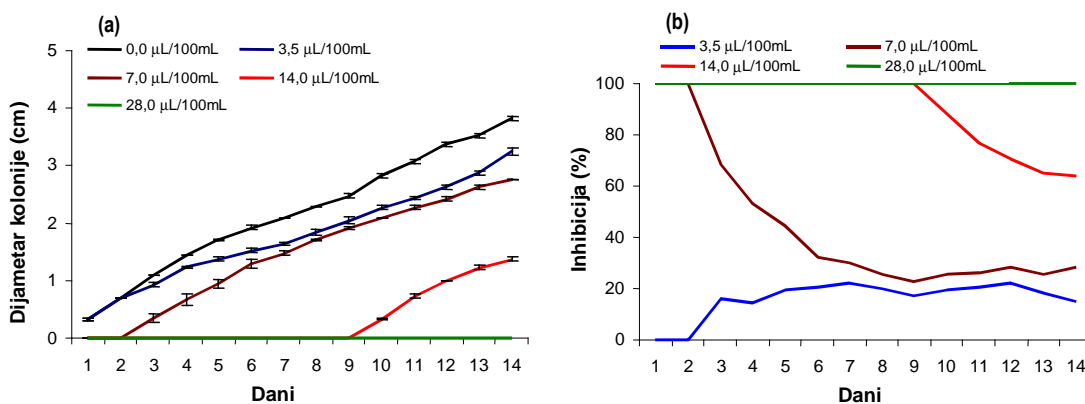 (a)
0,0 µL/100mL 3,5 µL/100mL
7,0 µL/100mL 14,0 µL/100mL
28,0 µL/100mL
Dijametar kolonije (cm)
5
4
3
2
1
0
1 2 3 4 5 6 7 8 9 10 11 12 13 14
Dani
(b)
3,5 µL/100mL 7,0 µL/100mL
14,0 µL/100mL 28,0 µL/100mL
Inhibicija (%)
100
80
60
40
20
0
1 2 3 4 5 6 7 8 9 10 11 12 13 14
Dani